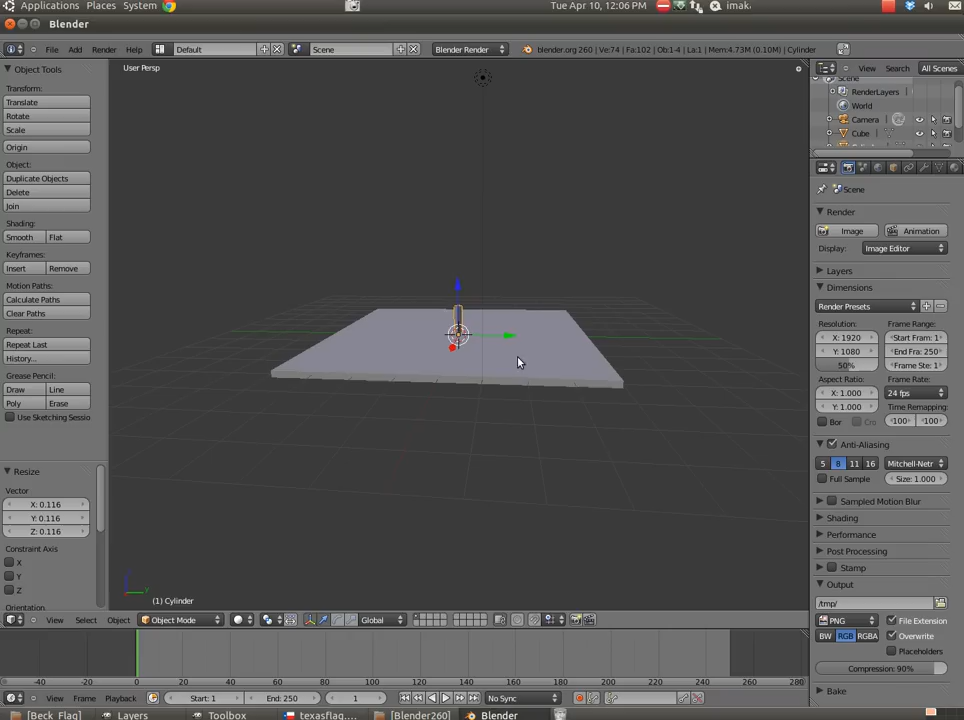 Applications Places System Tue Apr 10, 12:06 PM imak
Blender
File Add Render Help Default Scene Blender Render blender.org 260 | Ve:74 | Fa:102 | Ob:1-4 | La:1 | Mem:4.73M (0.10M) | Cylinder
Object Tools
Transform:
Translate
Rotate
Scale
Origin
Object:
Duplicate Objects
Delete
Join
Shading:
Smooth Flat
Keyframes:
Insert Remove
Motion Paths:
Calculate Paths
Clear Paths
Repeat:
Repeat Last
History...
Grease Pencil:
Draw Line
Poly Erase
Use Sketching Sessio
Resize
Vector
X: 0.116
Y: 0.116
Z: 0.116
Constraint Axis
X
Y
Z
Orientation
User Persp
(1) Cylinder
View Select Object Object Mode Global
-40 -20 0 20 40 60 80 100 120 140 160 180 200 220 240 260 280
View Frame Playback Start: 1 End: 250 1 No Sync
View Search All Scenes
Scene
RenderLayers
World
Camera
Cube
Scene
Render
Image Animation
Display: Image Editor
Layers
Dimensions
Render Presets
Resolution: Frame Range:
X: 1920 Start Fram: 1
Y: 1080 End Fra: 250
50% Frame Ste: 1
Aspect Ratio: Frame Rate:
X: 1.000 24 fps
Y: 1.000 Time Remapping:
Bor Cro 100 100
Anti-Aliasing
5 8 11 16 Mitchell-Netr
Full Sample Size: 1.000
Sampled Motion Blur
Shading
Performance
Post Processing
Stamp
Output
/tmp/
PNG File Extension
BW RGB RGBA Overwrite
Placeholders
Compression: 90%
Bake
[Beck_Flag] Layers Toolbox texasflag.... [Blender260] Blender